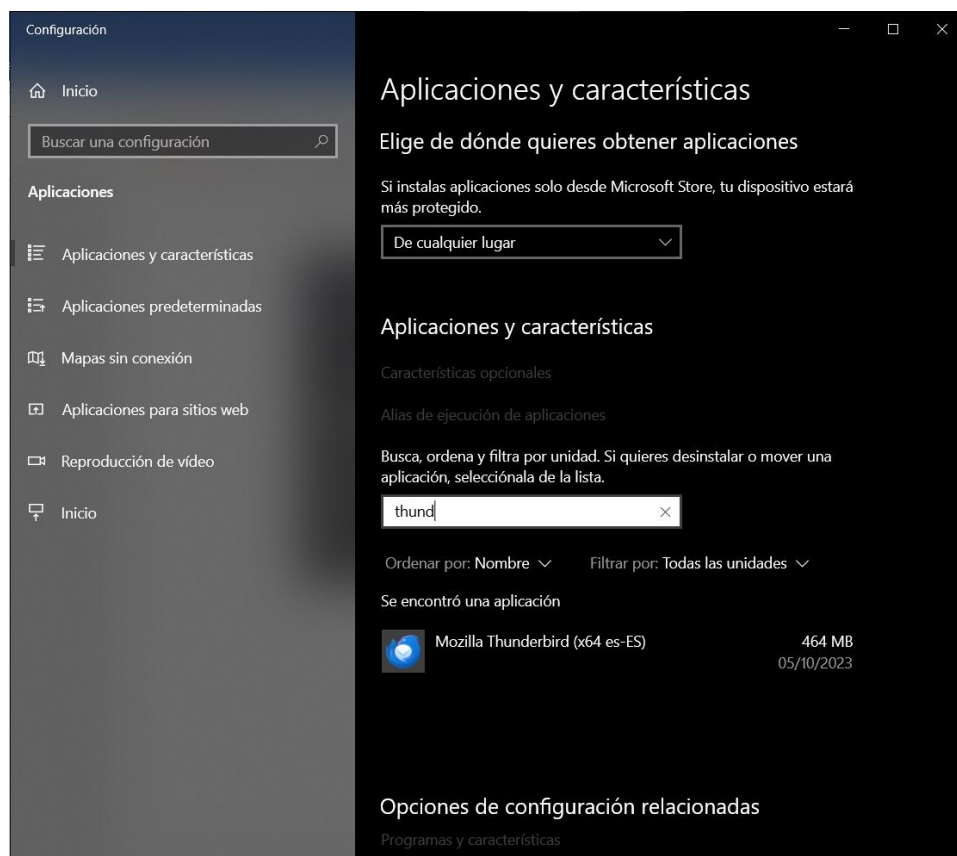 Configuración
Inicio
Buscar una configuración
Aplicaciones
Aplicaciones y características
Aplicaciones predeterminadas
Mapas sin conexión
Aplicaciones para sitios web
Reproducción de vídeo
Inicio
Aplicaciones y características
Elige de dónde quieres obtener aplicaciones
Si instalas aplicaciones solo desde Microsoft Store, tu dispositivo estará
más protegido.
De cualquier lugar
Aplicaciones y características
Características opcionales
Alias de ejecución de aplicaciones
Busca, ordena y filtra por unidad. Si quieres desinstalar o mover una
aplicación, selecciónala de la lista.
thund
Ordenar por: Nombre Filtrar por: Todas las unidades
Se encontró una aplicación
Mozilla Thunderbird (x64 es-ES) 464 MB
05/10/2023
Opciones de configuración relacionadas
Programas y características